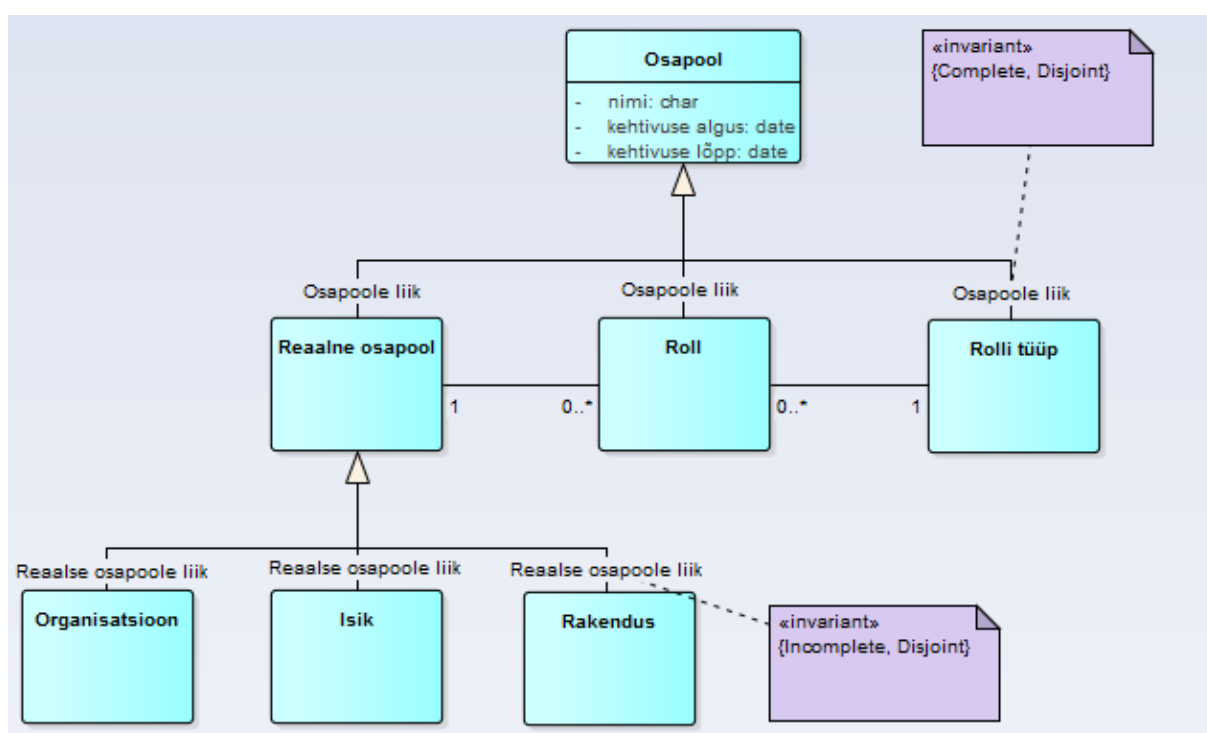 Osapool
- nimi: char
- kehtivuse algus: date
- kehtivuse lõpp: date
«invariant»
{Complete, Disjoint}
Osapoole liik
Osapoole liik
Osapoole liik
Reaalne osapool
Roll
Rolli tüüp
1
0..*
0..*
1
Reaalse osapoole liik
Reaalse osapoole liik
Reaalse osapoole liik
Organisatsioon
Isik
Rakendus
«invariant»
{Incomplete, Disjoint}